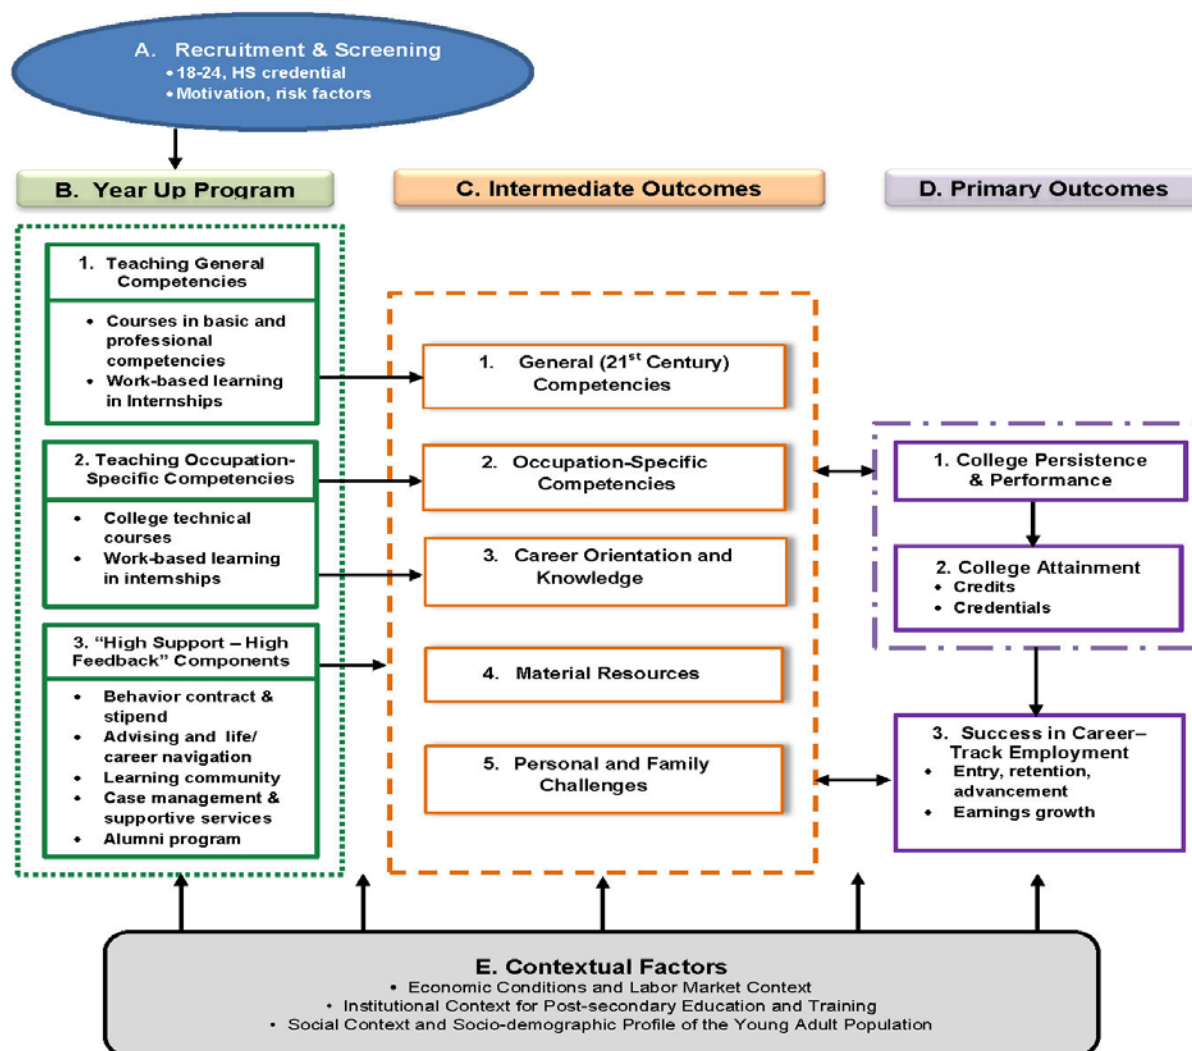 A. Recruitment & Screening
• 18-24, HS credential
• Motivation, risk factors
B. Year Up Program
C. Intermediate Outcomes
D. Primary Outcomes
1. Teaching General
Competencies
• Courses in basic and
professional
competencies
• Work-based learning
in Internships
2. Teaching Occupation-
Specific Competencies
• College technical
courses
• Work-based learning
in internships
3. “High Support – High
Feedback” Components
• Behavior contract &
stipend
• Advising and life/
career navigation
• Learning community
• Case management &
supportive services
• Alumni program
1. General (21st Century)
Competencies
2. Occupation-Specific
Competencies
3. Career Orientation and
Knowledge
4. Material Resources
5. Personal and Family
Challenges
1. College Persistence
& Performance
2. College Attainment
• Credits
• Credentials
3. Success in Career–
Track Employment
• Entry, retention,
advancement
• Earnings growth
E. Contextual Factors
• Economic Conditions and Labor Market Context
• Institutional Context for Post-secondary Education and Training
• Social Context and Socio-demographic Profile of the Young Adult Population